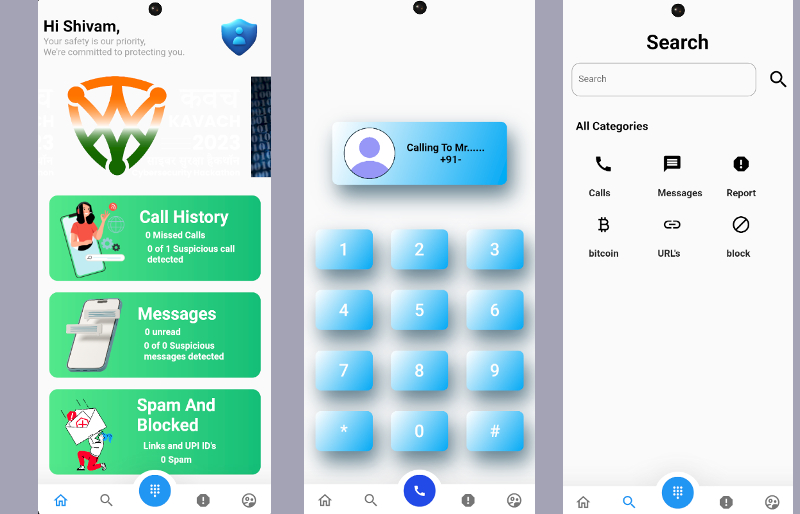 Hi Shivam,
Your safety is our priority,
We're committed to protecting you.
कवच
KAVACH
2023
Call History
0 Missed Calls
0 of 1 Suspicious call
detected
Messages
0 unread
0 of 0 Suspicious
messages detected
Spam And
Blocked
Links and UPI ID's
0 Spam
Calling To Mr......
+91-
1 2 3
4 5 6
7 8 9
* 0 #
Search
Search
All Categories
Calls Messages Report
bitcoin URL's block